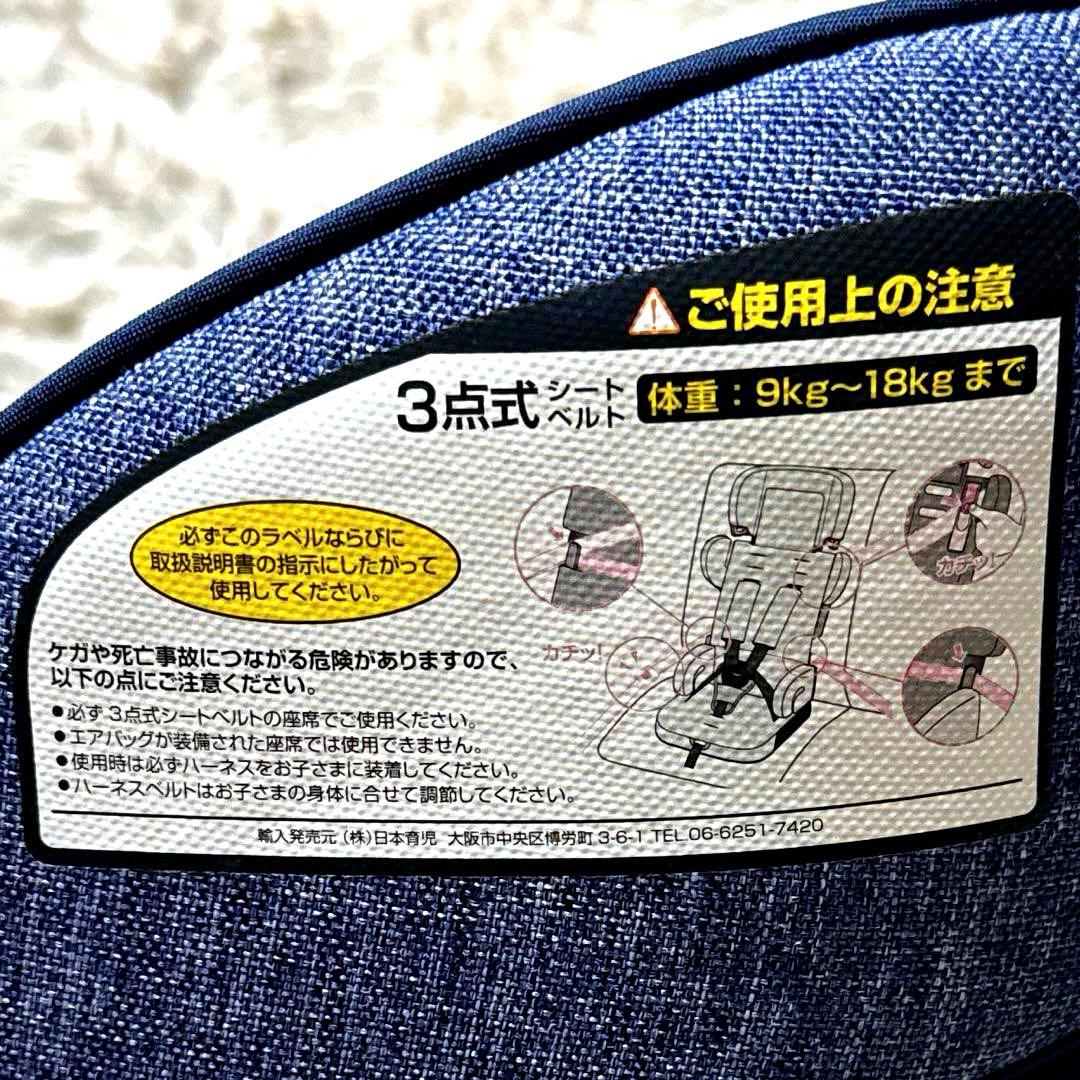 ご使用上の注意
3点式シートベルト 体重：9kg～18kgまで
必ずこのラベルならびに
取扱説明書の指示にしたがって
使用してください。
カチッ!
カチッ!
ケガや死亡事故につながる危険がありますので、
以下の点にご注意ください。
●必ず3点式シートベルトの座席でご使用ください。
●エアバッグが装備された座席では使用できません。
●使用時は必ずハーネスをお子さまに装着してください。
●ハーネスベルトはお子さまの身体に合せて調節してください。
輸入発売元 (株)日本育児 大阪市中央区博労町3-6-1 TEL.06-6251-7420